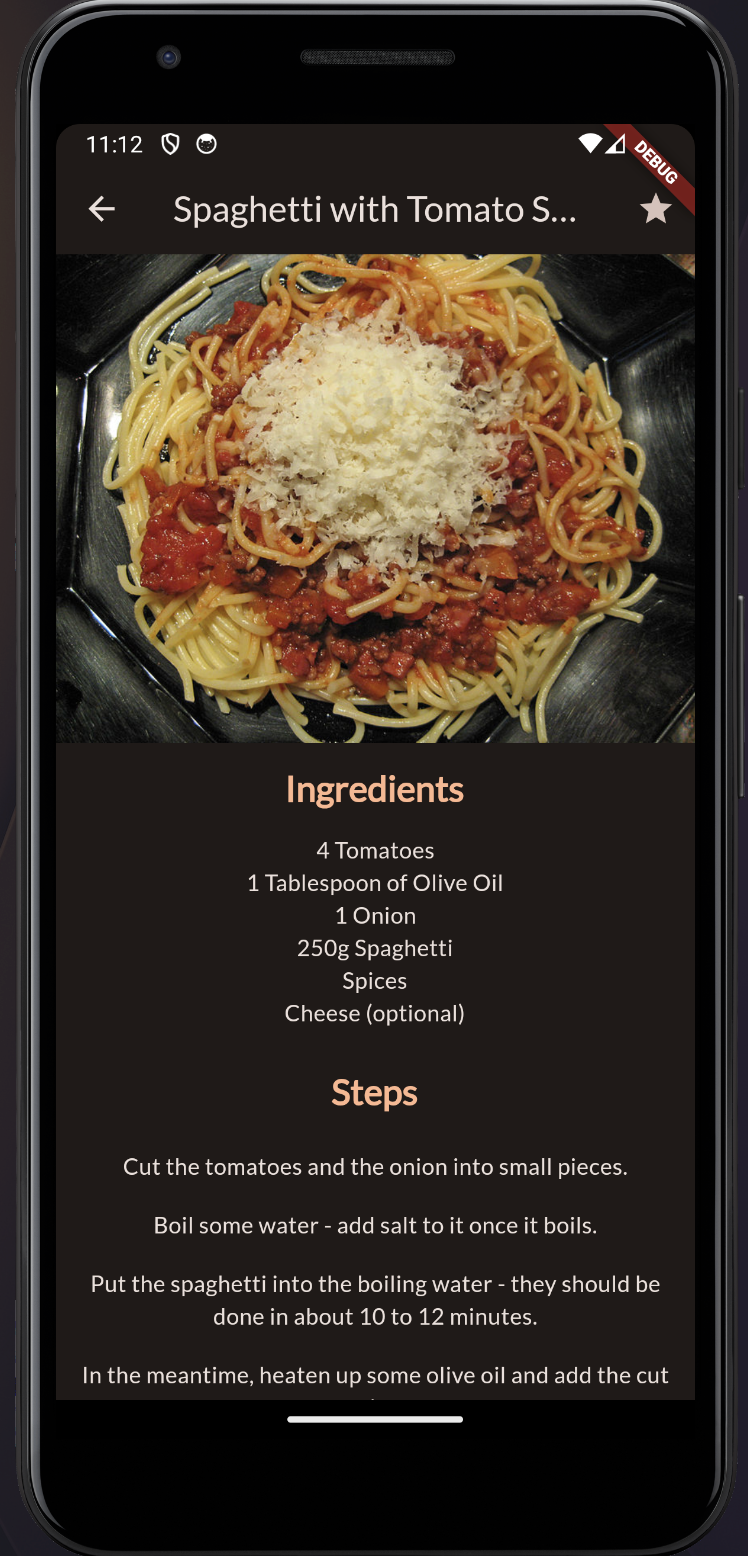 11:12
DEBUG
Spaghetti with Tomato S...
Ingredients
4 Tomatoes
1 Tablespoon of Olive Oil
1 Onion
250g Spaghetti
Spices
Cheese (optional)
Steps
Cut the tomatoes and the onion into small pieces.
Boil some water - add salt to it once it boils.
Put the spaghetti into the boiling water - they should be
done in about 10 to 12 minutes.
In the meantime, heaten up some olive oil and add the cut